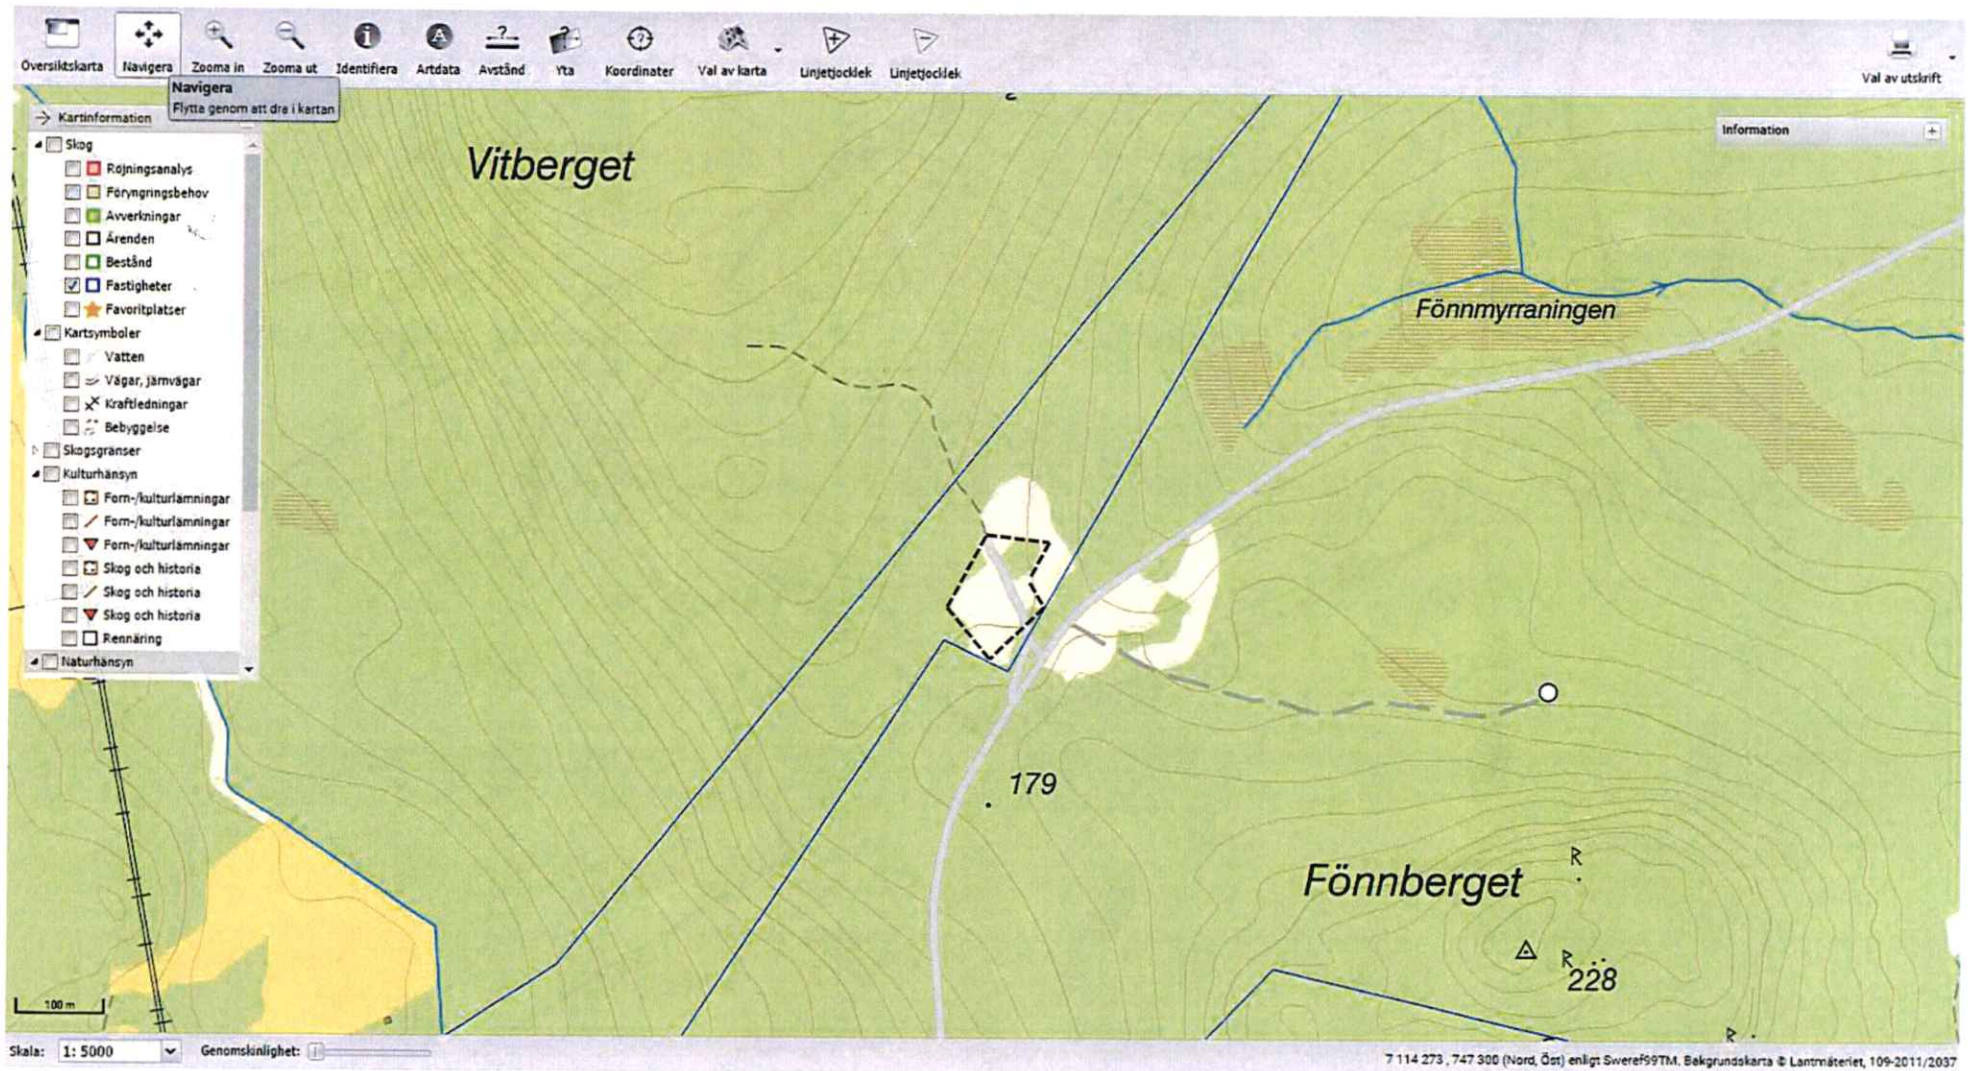 Översiktskarta Navigera Zooma in Zooma ut Identifiera Artdata Avstånd Yta Koordinater Val av karta Linjetjocklek Linjetjocklek Val av utskrift
Navigera
Flytta genom att dra i kartan
Kartinformation
Information
Skog
Röjningsanalys
Föryngringsbehov
Avverkningar
Ärenden
Bestånd
Fastigheter
Favoritplatser
Kartsymboler
Vatten
Vägar, järnvägar
Kraftledningar
Bebyggelse
Skogsgränser
Kulturhänsyn
Forn-/kulturlämningar
Forn-/kulturlämningar
Forn-/kulturlämningar
Skog och historia
Skog och historia
Skog och historia
Rennäring
Naturhänsyn
Vitberget
Fönnmyrraningen
179
Fönnberget
R
R
228
R
100 m
Skala: 1: 5000 Genomskinlighet:
7 114 273 , 747 300 (Nord, Öst) enligt Sweref99TM. Bakgrundskarta © Lantmäteriet, 109-2011/2037